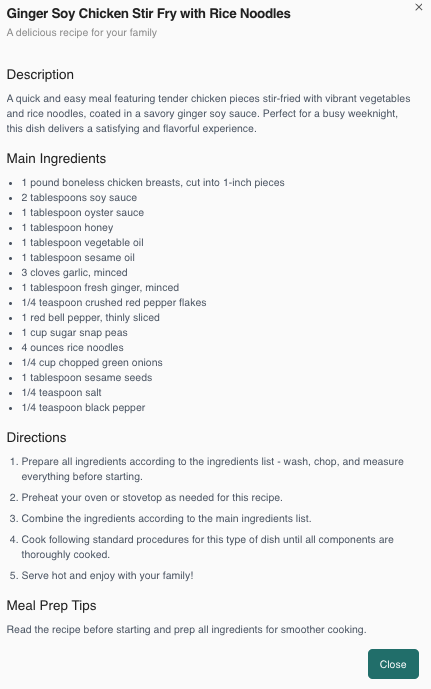 Ginger Soy Chicken Stir Fry with Rice Noodles
×
A delicious recipe for your family
Description
A quick and easy meal featuring tender chicken pieces stir-fried with vibrant vegetables
and rice noodles, coated in a savory ginger soy sauce. Perfect for a busy weeknight,
this dish delivers a satisfying and flavorful experience.
Main Ingredients
• 1 pound boneless chicken breasts, cut into 1-inch pieces
• 2 tablespoons soy sauce
• 1 tablespoon oyster sauce
• 1 tablespoon honey
• 1 tablespoon vegetable oil
• 1 tablespoon sesame oil
• 3 cloves garlic, minced
• 1 tablespoon fresh ginger, minced
• 1/4 teaspoon crushed red pepper flakes
• 1 red bell pepper, thinly sliced
• 1 cup sugar snap peas
• 4 ounces rice noodles
• 1/4 cup chopped green onions
• 1 tablespoon sesame seeds
• 1/4 teaspoon salt
• 1/4 teaspoon black pepper
Directions
1. Prepare all ingredients according to the ingredients list - wash, chop, and measure
everything before starting.
2. Preheat your oven or stovetop as needed for this recipe.
3. Combine the ingredients according to the main ingredients list.
4. Cook following standard procedures for this type of dish until all components are
thoroughly cooked.
5. Serve hot and enjoy with your family!
Meal Prep Tips
Read the recipe before starting and prep all ingredients for smoother cooking.
Close